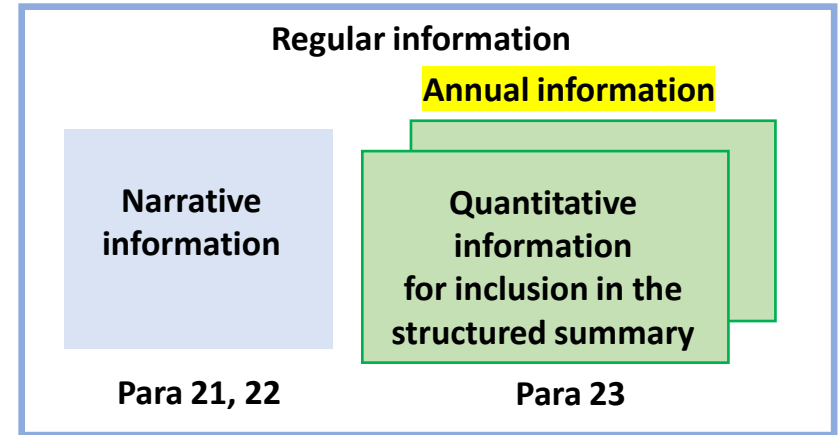 Regular information
Annual information
Narrative
information
Quantitative
information
for inclusion in the
structured summary
Para 21, 22
Para 23